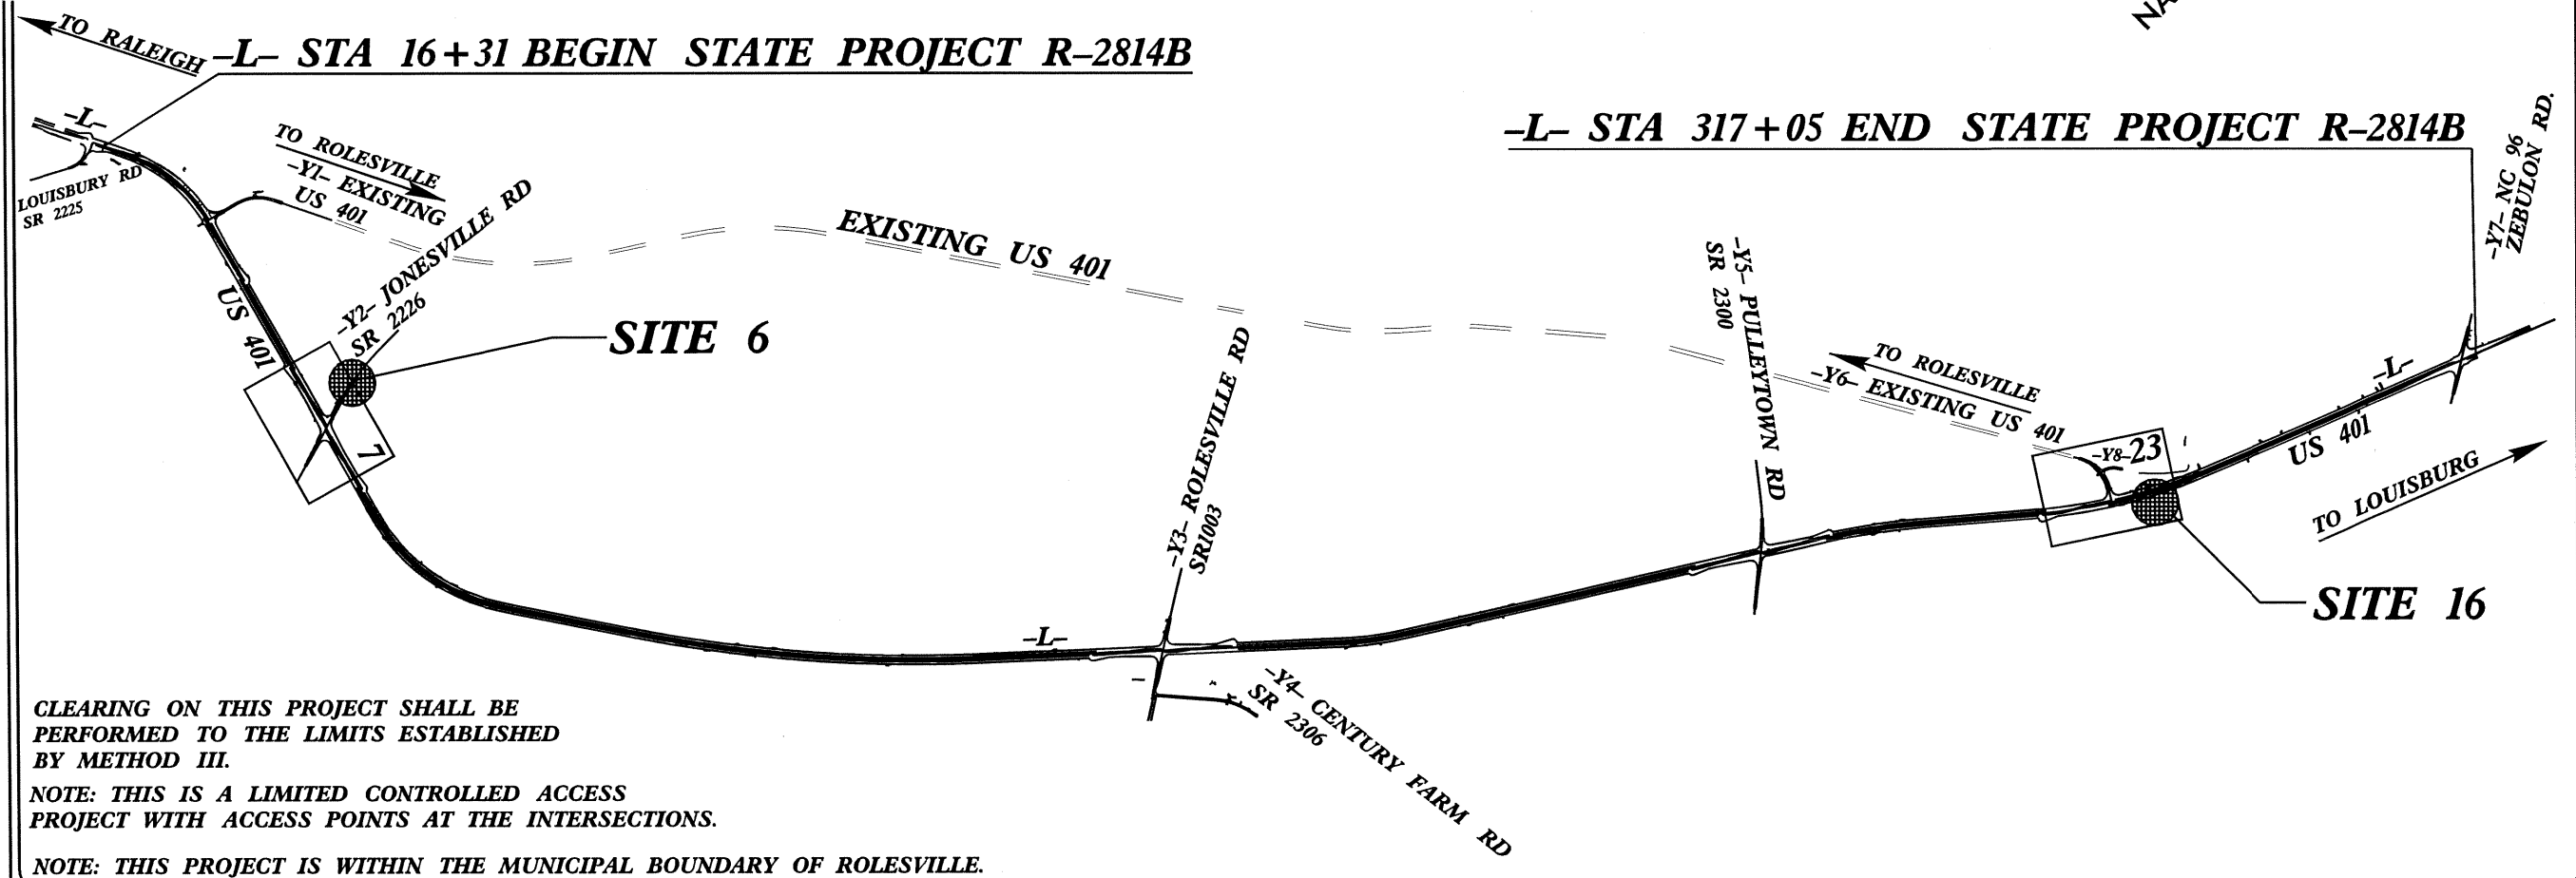 NA
TO RALEIGH
-L- STA 16+31 BEGIN STATE PROJECT R-2814B
-L- STA 317+05 END STATE PROJECT R-2814B
-L-
LOUISBURY RD
SR 2225
TO ROLESVILLE
-Y1- EXISTING
US 401
-Y2- JONESVILLE RD
SR 2226
US 401
SITE 6
7
EXISTING US 401
-Y3- ROLESVILLE RD
SR1003
-L-
-Y4- CENTURY FARM RD
SR 2306
-Y5- PULLEYTOWN RD
SR 2300
TO ROLESVILLE
-Y6- EXISTING US 401
-Y8-
23
-L-
US 401
-Y7- NC 96
ZEBULON RD.
TO LOUISBURG
SITE 16
CLEARING ON THIS PROJECT SHALL BE
PERFORMED TO THE LIMITS ESTABLISHED
BY METHOD III.
NOTE: THIS IS A LIMITED CONTROLLED ACCESS
PROJECT WITH ACCESS POINTS AT THE INTERSECTIONS.
NOTE: THIS PROJECT IS WITHIN THE MUNICIPAL BOUNDARY OF ROLESVILLE.